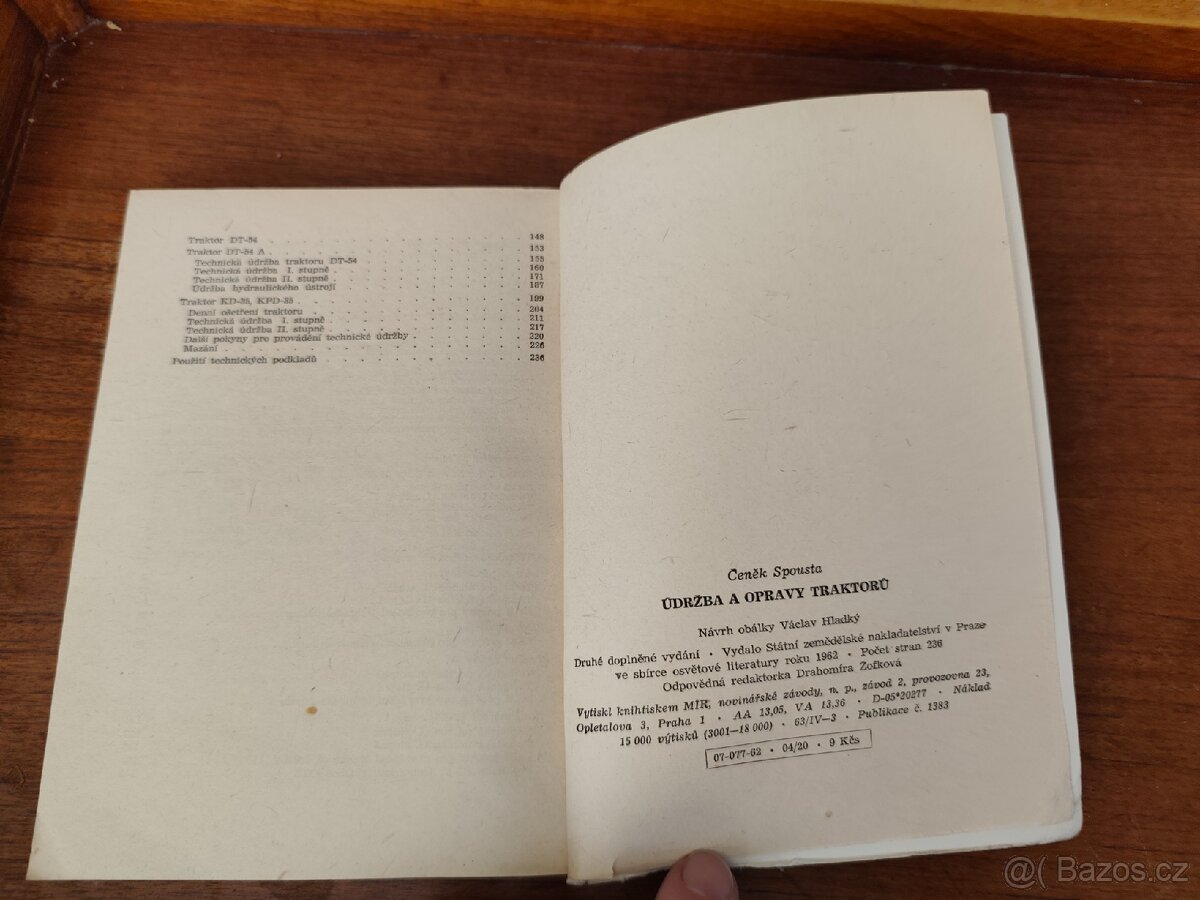 Traktor DT-54 . . . . . . . . . . . . 148
Traktor DT-54 A . . . . . . . . . . . . 153
Technická údržba traktoru DT-54 . . . . . . . 155
Technická údržba I. stupně . . . . . . . . . 160
Technická údržba II. stupně . . . . . . . . . 171
Údržba hydraulického ústrojí . . . . . . . . . 187
Traktor KD-35, KPD-35 . . . . . . . . . . . 199
Denní ošetření traktoru . . . . . . . . . . 204
Technická údržba I. stupně . . . . . . . . . 211
Technická údržba II. stupně . . . . . . . . . 217
Další pokyny pro provádění technické údržby . . . . . 220
Mazání . . . . . . . . . . . . . . 226
Použití technických podkladů . . . . . . . . . 236
Čeněk Spousta
ÚDRŽBA A OPRAVY TRAKTORŮ
Návrh obálky Václav Hladký
Druhé doplněné vydání • Vydalo Státní zemědělské nakladatelství v Praze
ve sbírce osvětové literatury roku 1962 • Počet stran 236
Odpovědná redaktorka Drahomíra Žofková
Vytiskl knihtiskem MÍR, novinářské závody, n. p., závod 2, provozovna 23,
Opletalova 3, Praha 1 • AA 13,05, VA 13,36 • D-05*20277 • Náklad
15 000 výtisků (3001-18 000) • 63/IV-3 • Publikace č. 1383
07-077-62 • 04/20 • 9 Kčs
@( Bazos.cz